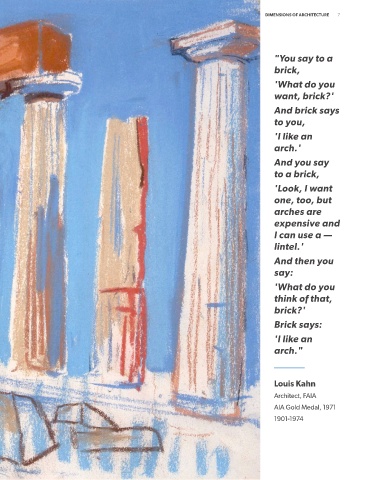 DIMENSIONS OF ARCHITECTURE 7
"You say to a
brick,
'What do you
want, brick?'
And brick says
to you,
'I like an
arch.'
And you say
to a brick,
'Look, I want
one, too, but
arches are
expensive and
I can use a —
lintel.'
And then you
say:
'What do you
think of that,
brick?'
Brick says:
'I like an
arch."
Louis Kahn
Architect, FAIA
AIA Gold Medal, 1971
1901-1974